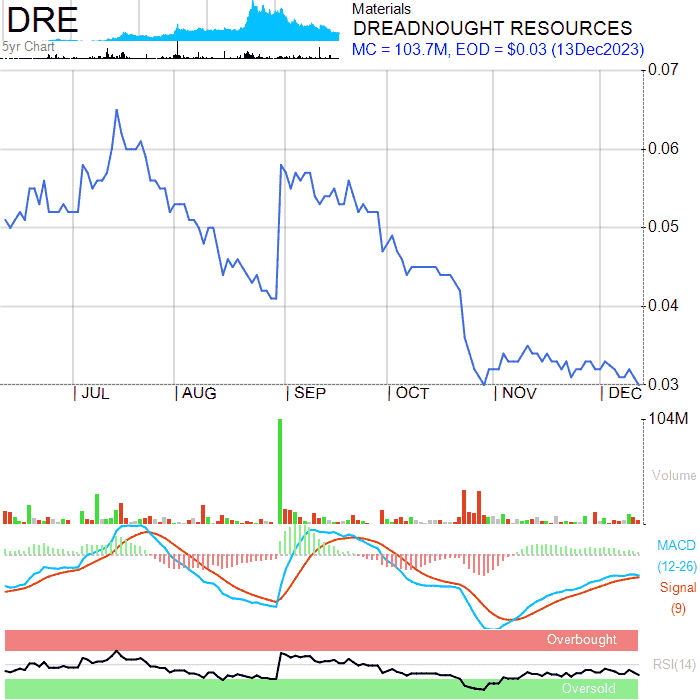 DRE
5yr Chart
Materials
DREADNOUGHT RESOURCES
MC = 103.7M, EOD = $0.03 (13Dec2023)
0.07
0.06
0.05
0.04
0.03
JUL AUG SEP OCT NOV DEC
104M
Volume
MACD
(12-26)
Signal
(9)
Overbought
RSI(14)
Oversold